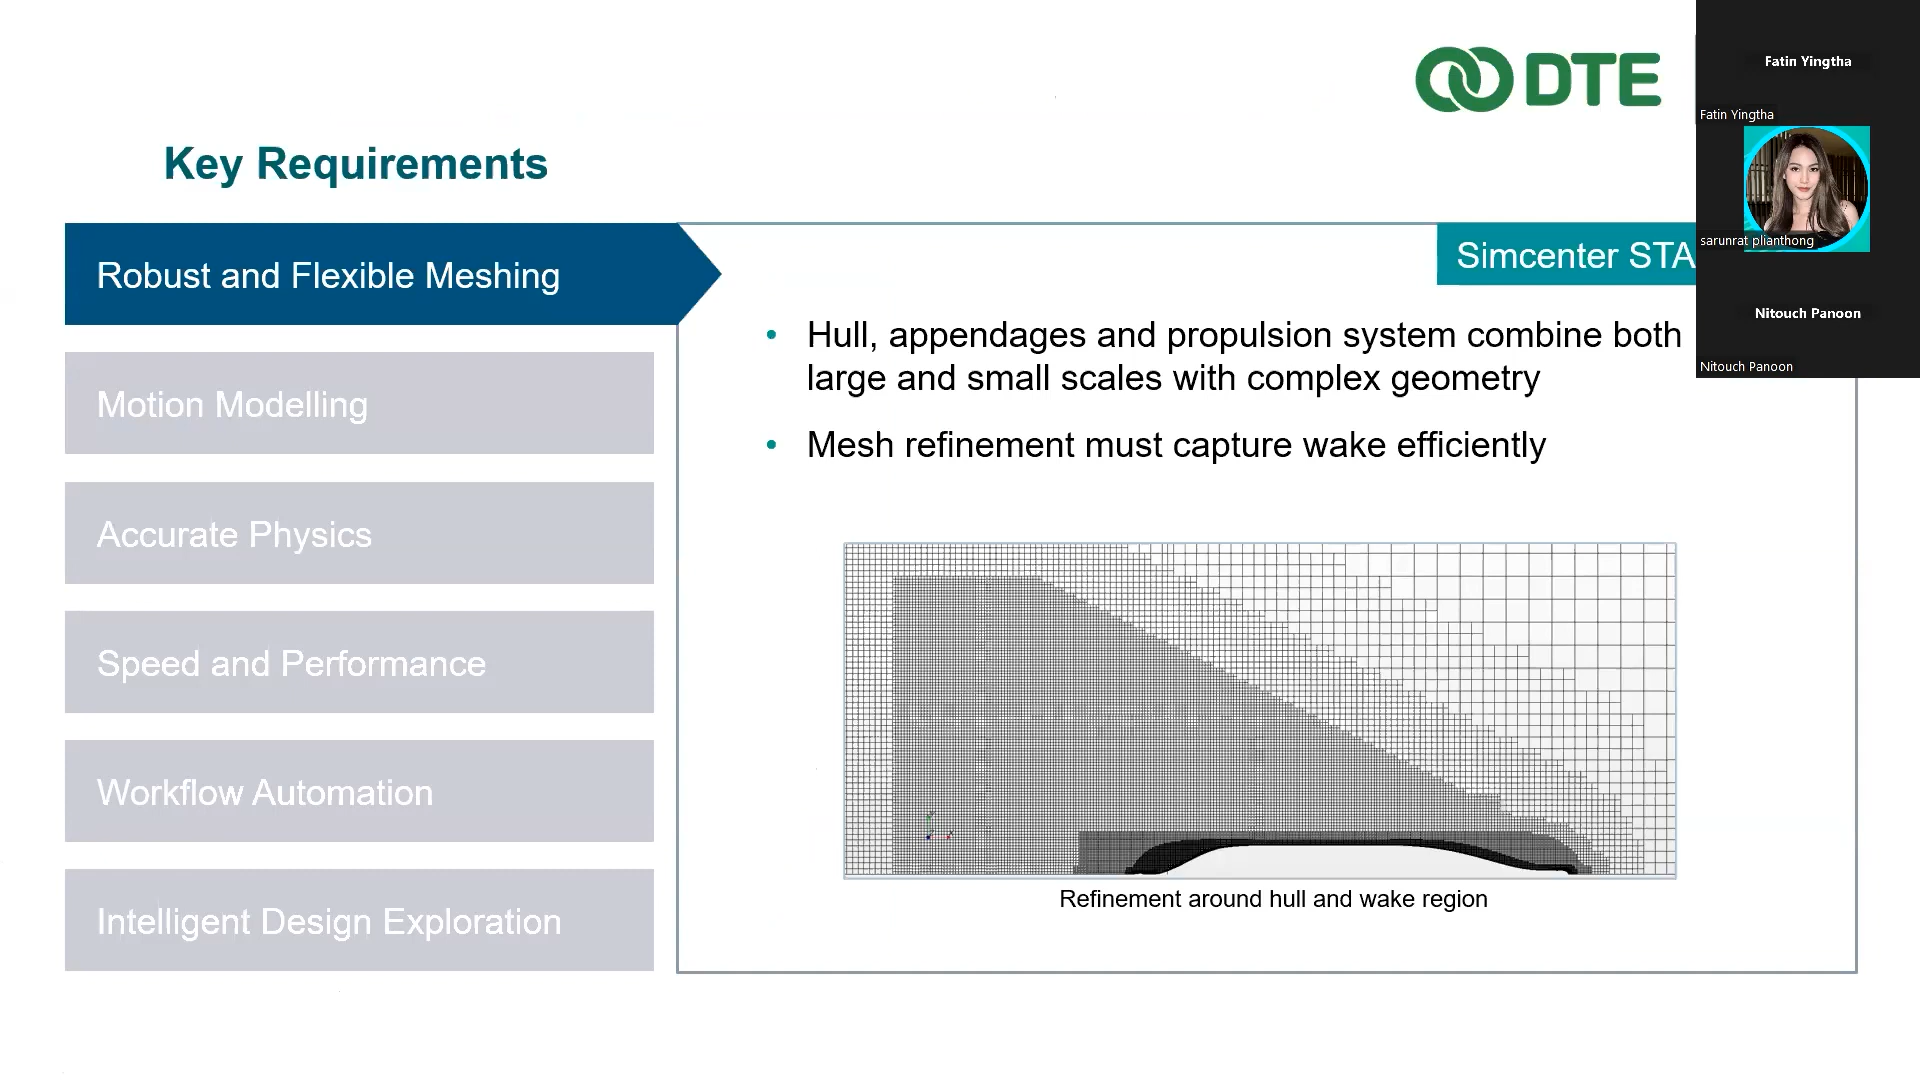 DTE
Key Requirements
Robust and Flexible Meshing
Motion Modelling
Accurate Physics
Speed and Performance
Workflow Automation
Intelligent Design Exploration
Simcenter STA
• Hull, appendages and propulsion system combine both
large and small scales with complex geometry
• Mesh refinement must capture wake efficiently
Refinement around hull and wake region
Fatin Yingtha
Fatin Yingtha
sarunrat plianthong
Nitouch Panoon
Nitouch Panoon